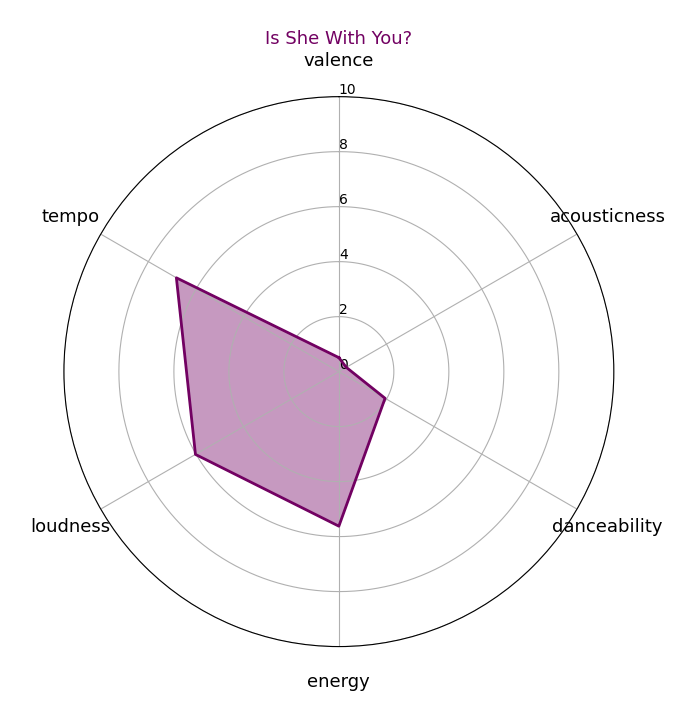 Is She With You?
valence
10
8
tempo
6
acousticness
4
2
0
loudness
danceability
energy